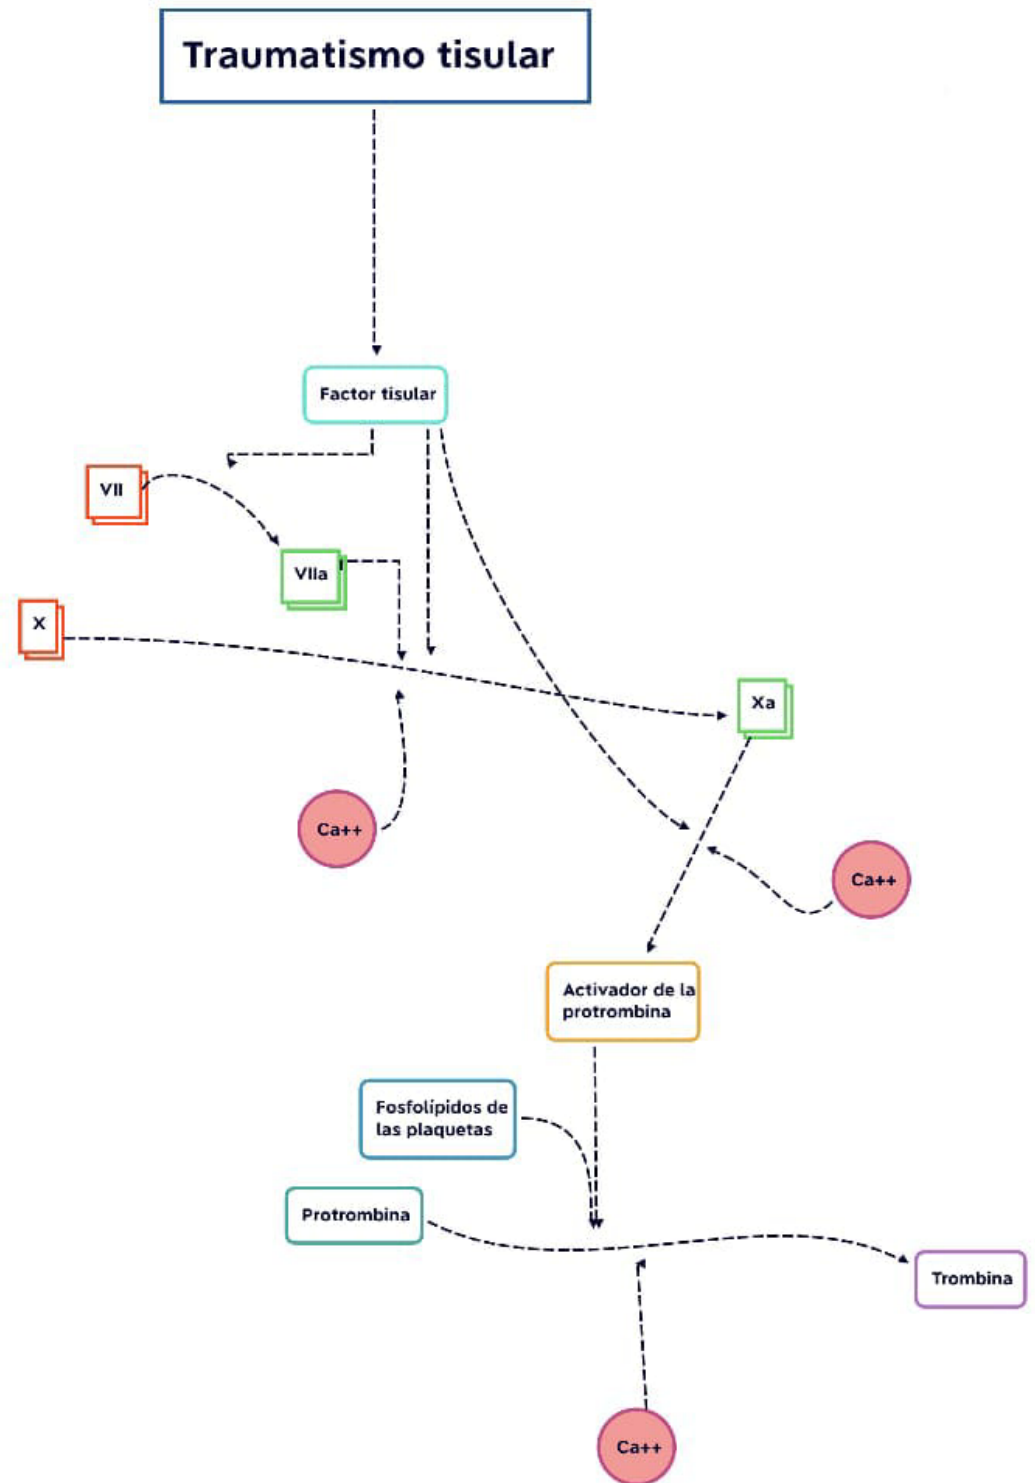 Traumatismo tisular
Factor tisular
VII
VIIa
X
Xa
Ca++
Ca++
Activador de la
protrombina
Fosfolípidos de
las plaquetas
Protrombina
Trombina
Ca++